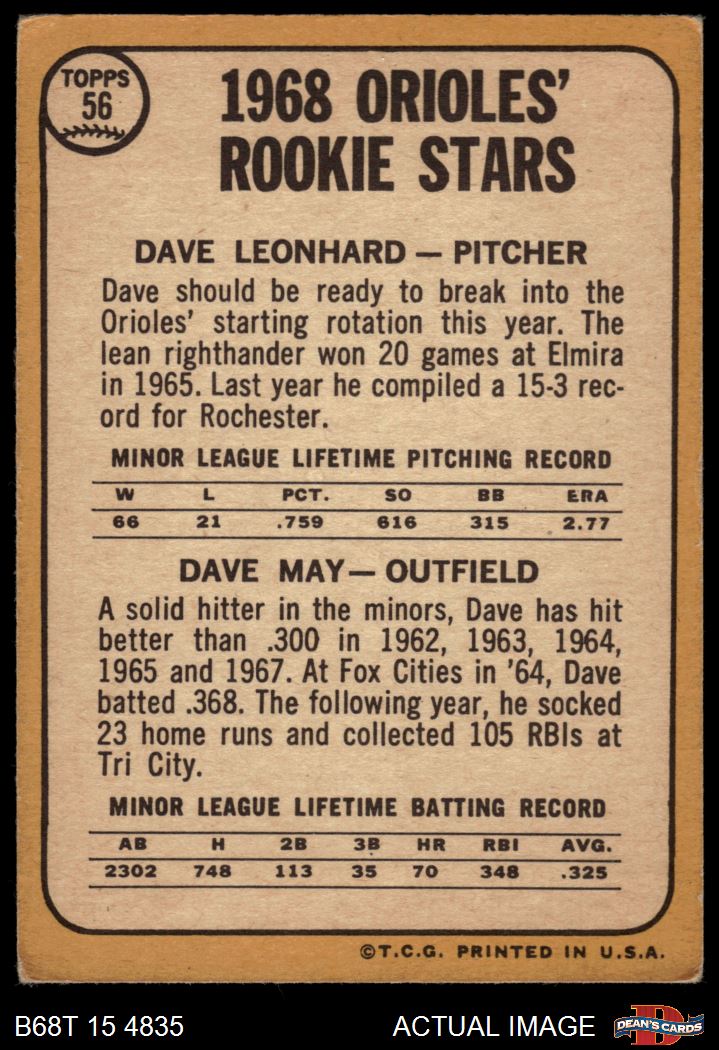 TOPPS
56
1968 ORIOLES'
ROOKIE STARS
DAVE LEONHARD — PITCHER
Dave should be ready to break into the
Orioles' starting rotation this year. The
lean righthander won 20 games at Elmira
in 1965. Last year he compiled a 15-3 rec-
ord for Rochester.
MINOR LEAGUE LIFETIME PITCHING RECORD
W L PCT. SO BB ERA
66 21 .759 616 315 2.77
DAVE MAY — OUTFIELD
A solid hitter in the minors, Dave has hit
better than .300 in 1962, 1963, 1964,
1965 and 1967. At Fox Cities in '64, Dave
batted .368. The following year, he socked
23 home runs and collected 105 RBIs at
Tri City.
MINOR LEAGUE LIFETIME BATTING RECORD
AB H 2B 3B HR RBI AVG.
2302 748 113 35 70 348 .325
©T.C.G. PRINTED IN U.S.A.
B68T 15 4835 ACTUAL IMAGE
D
DEAN'S CARDS